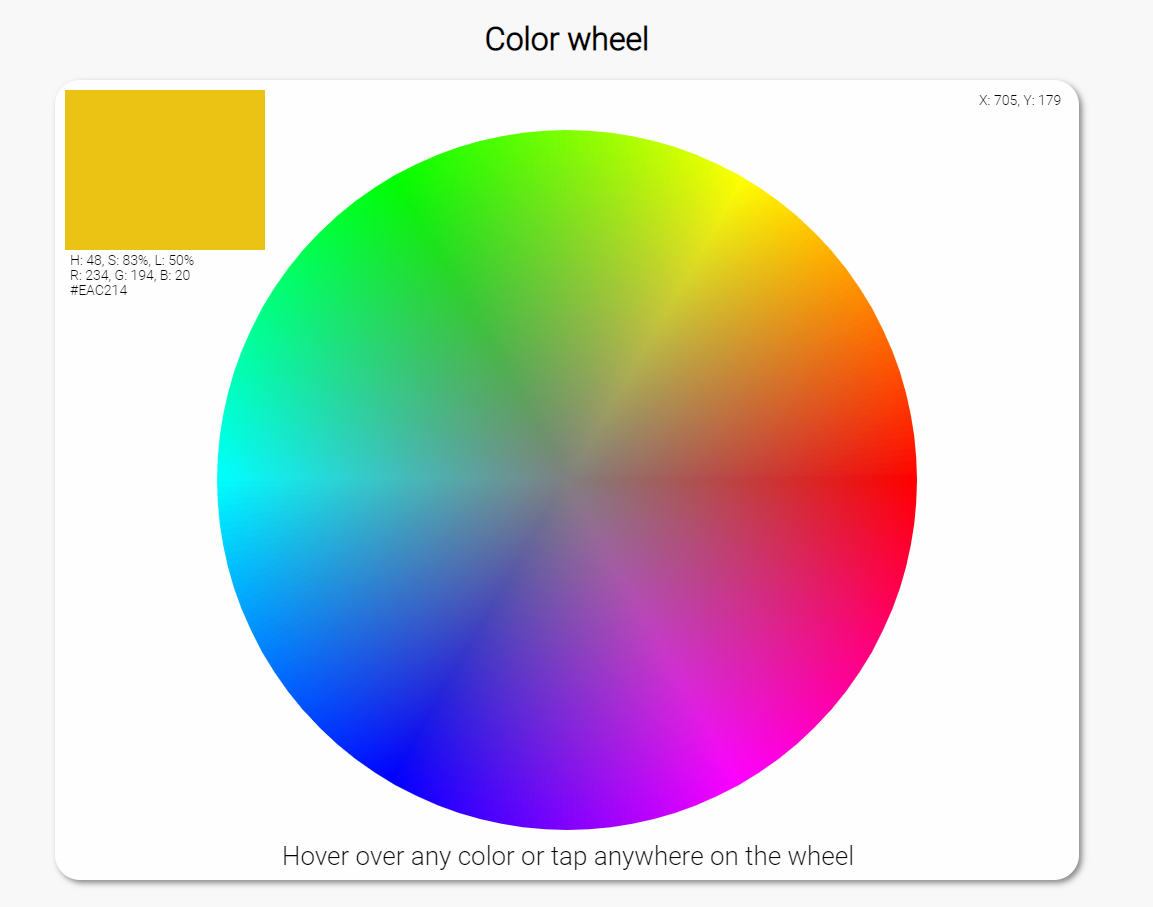 Color wheel
X: 705, Y: 179
H: 48, S: 83%, L: 50%
R: 234, G: 194, B: 20
#EAC214
Hover over any color or tap anywhere on the wheel